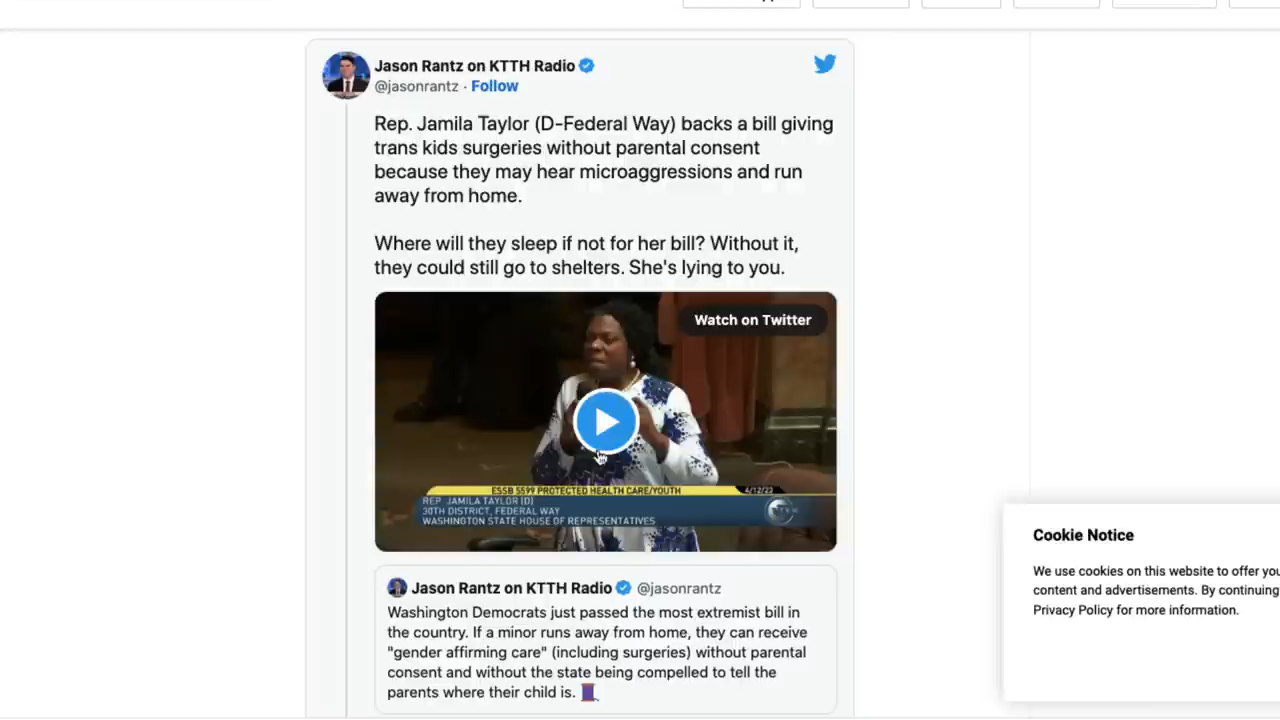 Jason Rantz on KTTH Radio
@jasonrantz · Follow
Rep. Jamila Taylor (D-Federal Way) backs a bill giving
trans kids surgeries without parental consent
because they may hear microaggressions and run
away from home.
Where will they sleep if not for her bill? Without it,
they could still go to shelters. She's lying to you.
Watch on Twitter
ESSB 5599 PROTECTED HEALTH CARE/YOUTH
4/12/23
REP. JAMILA TAYLOR (D)
30TH DISTRICT, FEDERAL WAY
WASHINGTON STATE HOUSE OF REPRESENTATIVES
TVW
Jason Rantz on KTTH Radio @jasonrantz
Washington Democrats just passed the most extremist bill in
the country. If a minor runs away from home, they can receive
"gender affirming care" (including surgeries) without parental
consent and without the state being compelled to tell the
parents where their child is.
Cookie Notice
We use cookies on this website to offer you
content and advertisements. By continuing
Privacy Policy for more information.